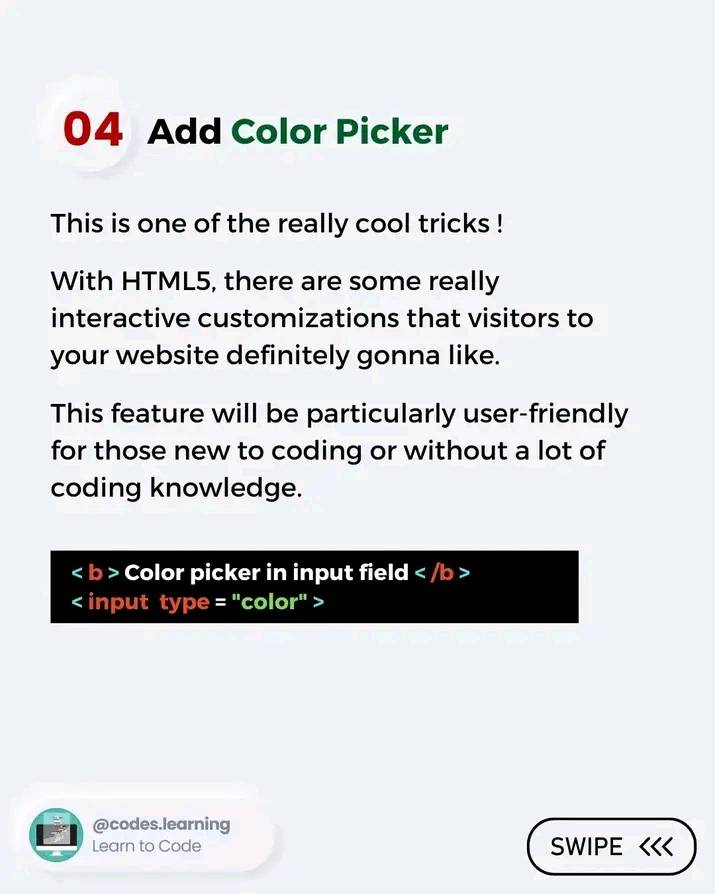 04 Add Color Picker
This is one of the really cool tricks !
With HTML5, there are some really
interactive customizations that visitors to
your website definitely gonna like.
This feature will be particularly user-friendly
for those new to coding or without a lot of
coding knowledge.
< b > Color picker in input field < /b >
< input type = "color" >
@codes.learning
Learn to Code
SWIPE <<<